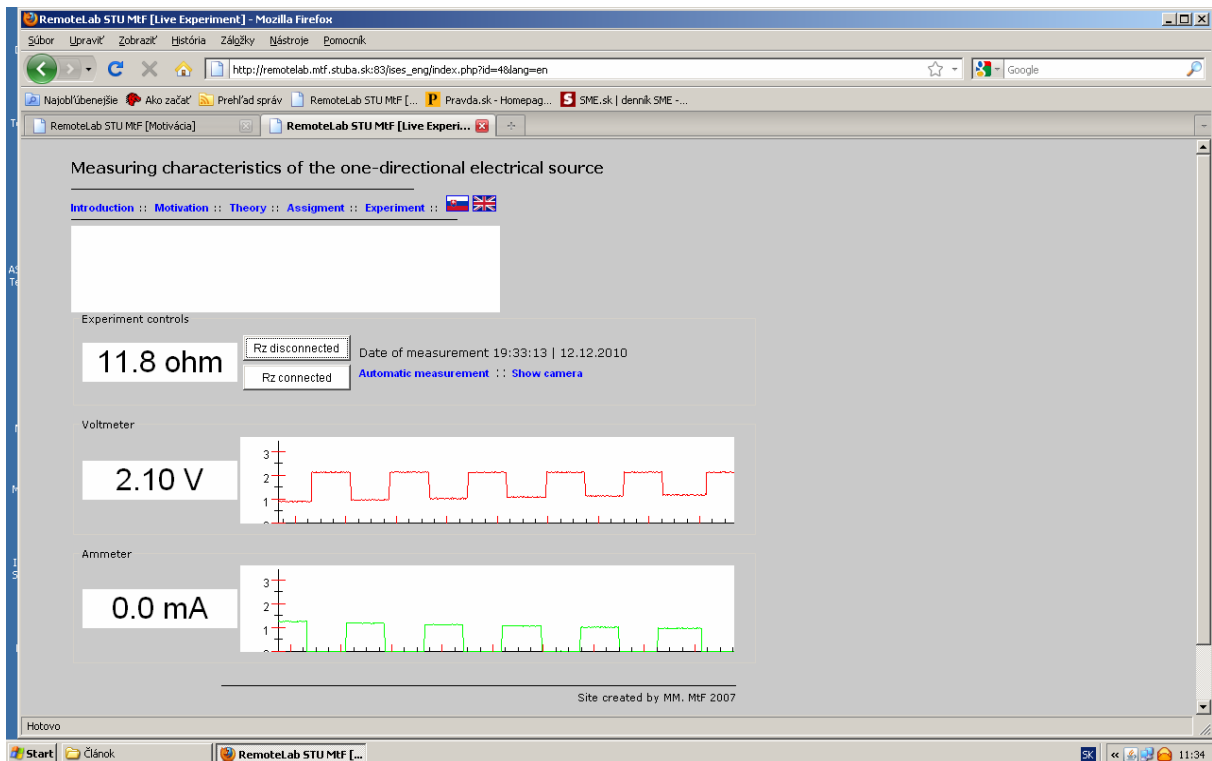 RemoteLab STU MtF [Live Experiment] - Mozilla Firefox
Súbor Upraviť Zobraziť História Záložky Nástroje Pomocník
http://remotelab.mtf.stuba.sk:83/ises_eng/index.php?id=4&lang=en Google
Najobľúbenejšie Ako začať Prehľad správ RemoteLab STU MtF [... Pravda.sk - Homepag... SME.sk | denník SME -...
RemoteLab STU MtF [Motivácia] RemoteLab STU MtF [Live Experi...
Measuring characteristics of the one-directional electrical source
Introduction :: Motivation :: Theory :: Assigment :: Experiment ::
Experiment controls
11.8 ohm
Rz disconnected
Rz connected
Date of measurement 19:33:13 | 12.12.2010
Automatic measurement :: Show camera
Voltmeter
2.10 V
3
2
1
Ammeter
0.0 mA
3
2
1
Site created by MM. MtF 2007
Hotovo
Start Článok RemoteLab STU MtF [... SK « 11:34